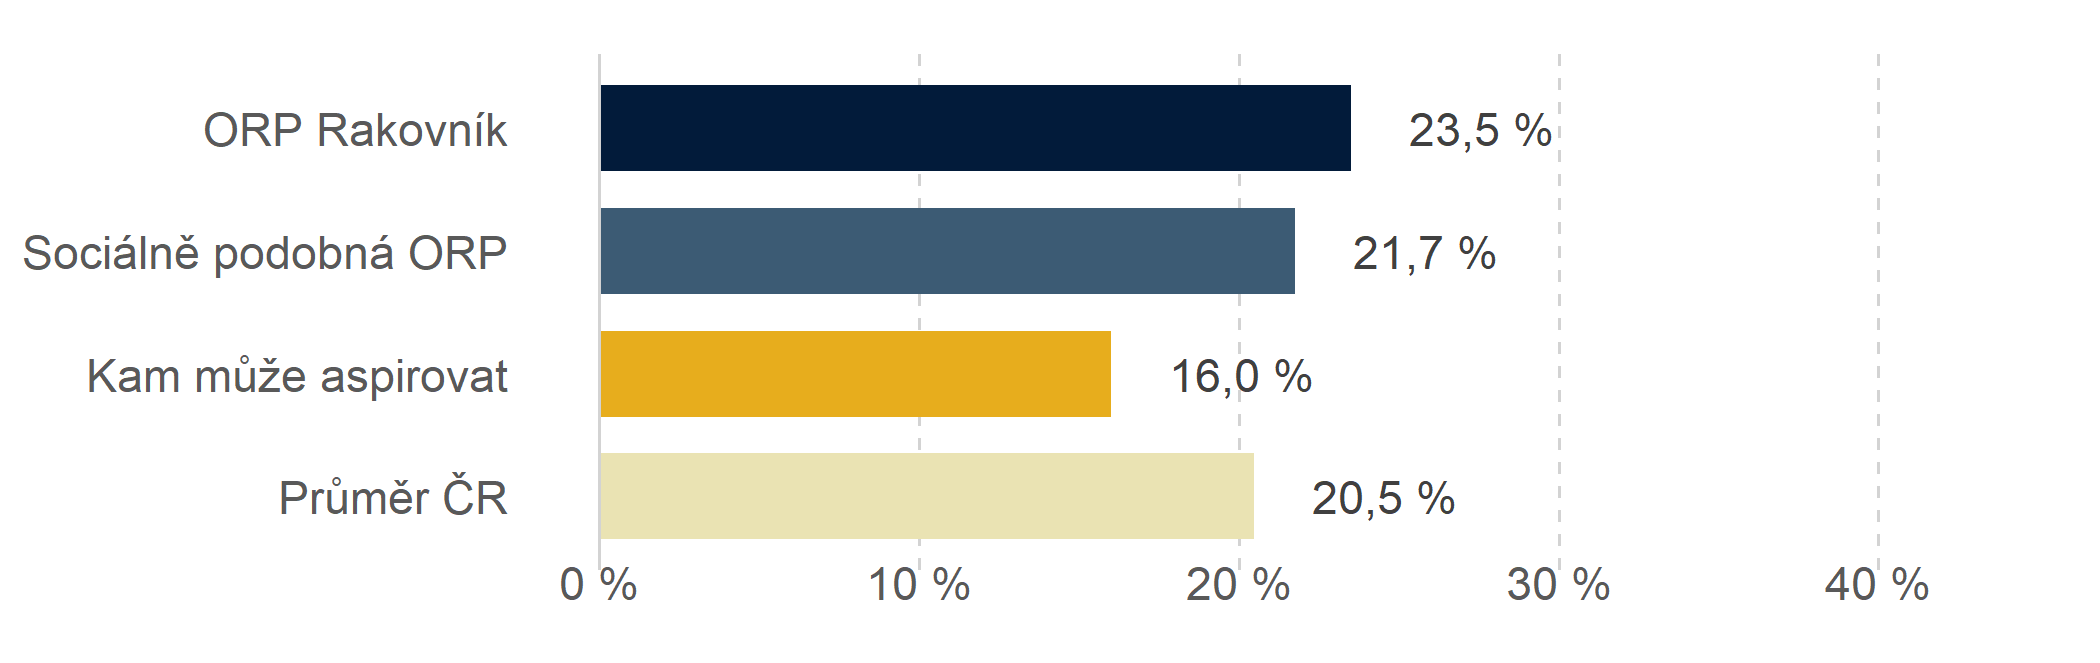 ORP Rakovník
23,5 %
Sociálně podobná ORP
21,7 %
Kam může aspirovat
16,0 %
Průměr ČR
20,5 %
0 %
10 %
20 %
30 %
40 %